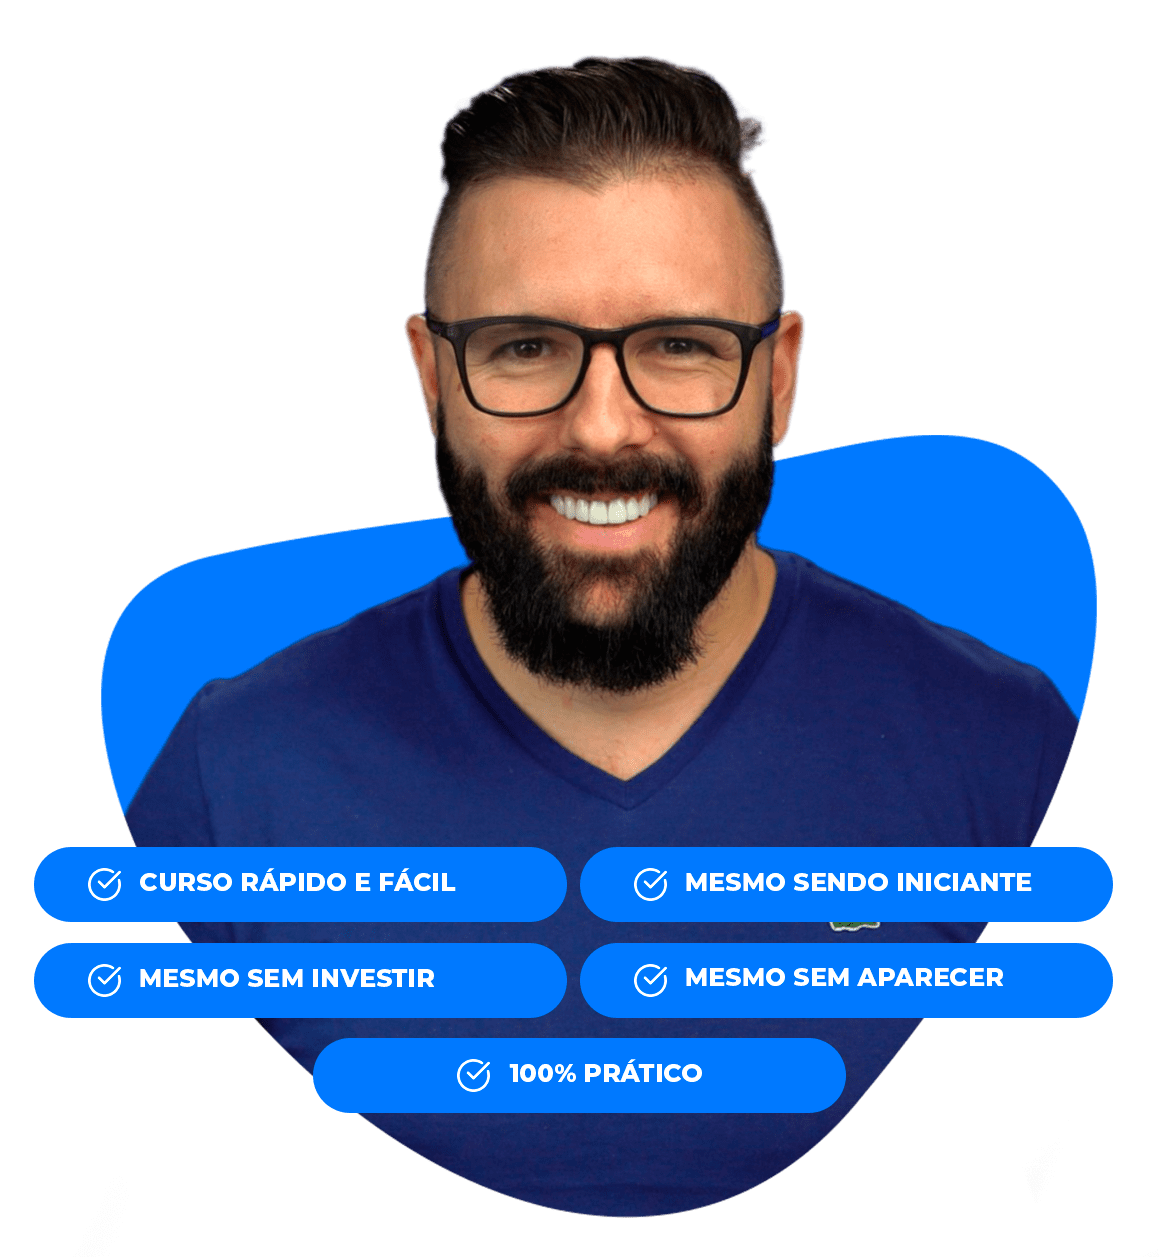 CURSO RÁPIDO E FÁCIL
MESMO SENDO INICIANTE
MESMO SEM INVESTIR
MESMO SEM APARECER
100% PRÁTICO